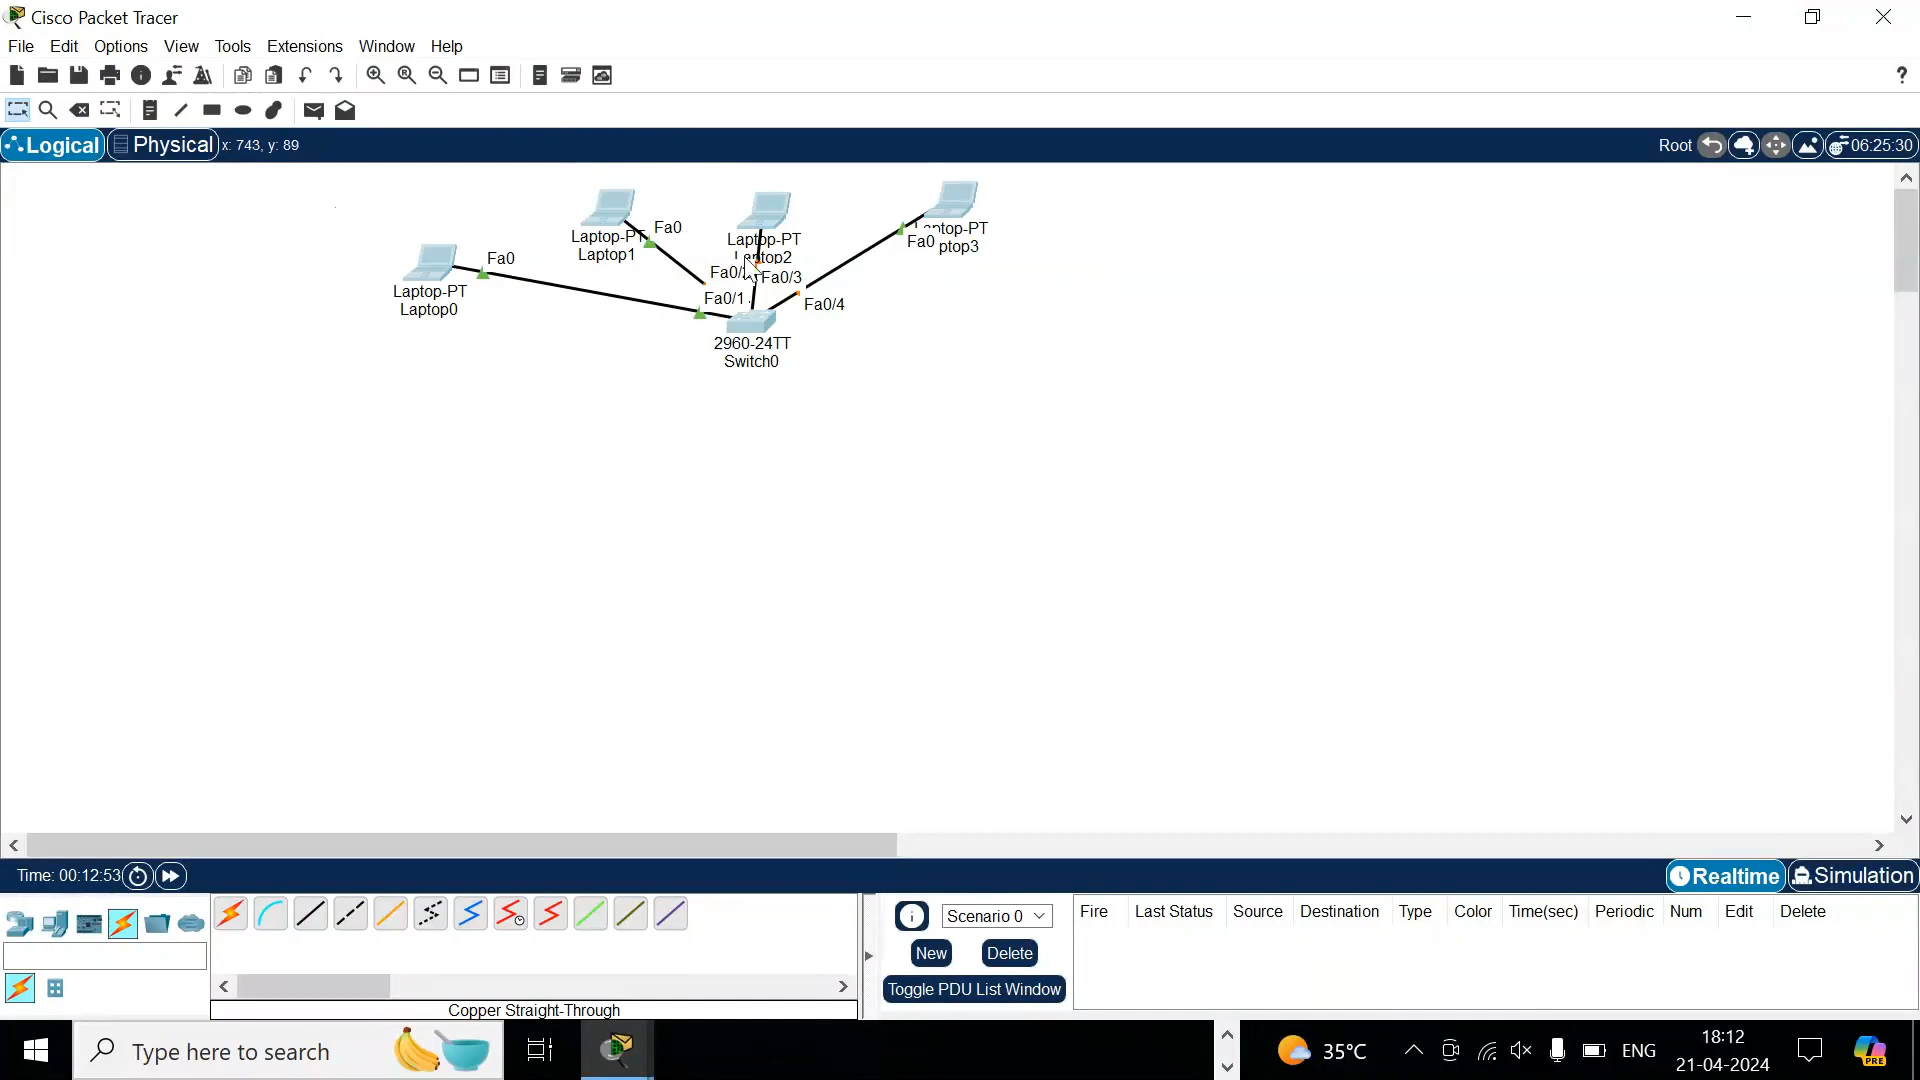 Cisco Packet Tracer
File Edit Options View Tools Extensions Window Help
?
Logical Physical x: 743, y: 89
Root 06:25:30
Laptop-PT
Laptop0
Fa0
Laptop-PT
Laptop1
Fa0
Laptop-PT
Fa0/3
Laptop-PT
ptop3
Fa0
Fa0/1
Fa0/4
2960-24TT
Switch0
Time: 00:12:53
Realtime Simulation
Copper Straight-Through
Scenario 0
New Delete
Toggle PDU List Window
Fire Last Status Source Destination Type Color Time(sec) Periodic Num Edit Delete
Type here to search
35°C
ENG
18:12
21-04-2024
PRE